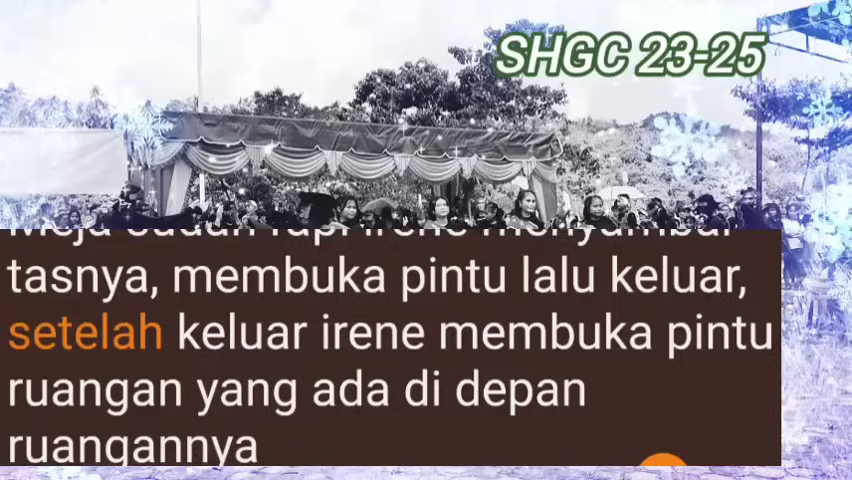 SHGC 23-25
tasnya, membuka pintu lalu keluar,
setelah keluar irene membuka pintu
ruangan yang ada di depan
ruangannya